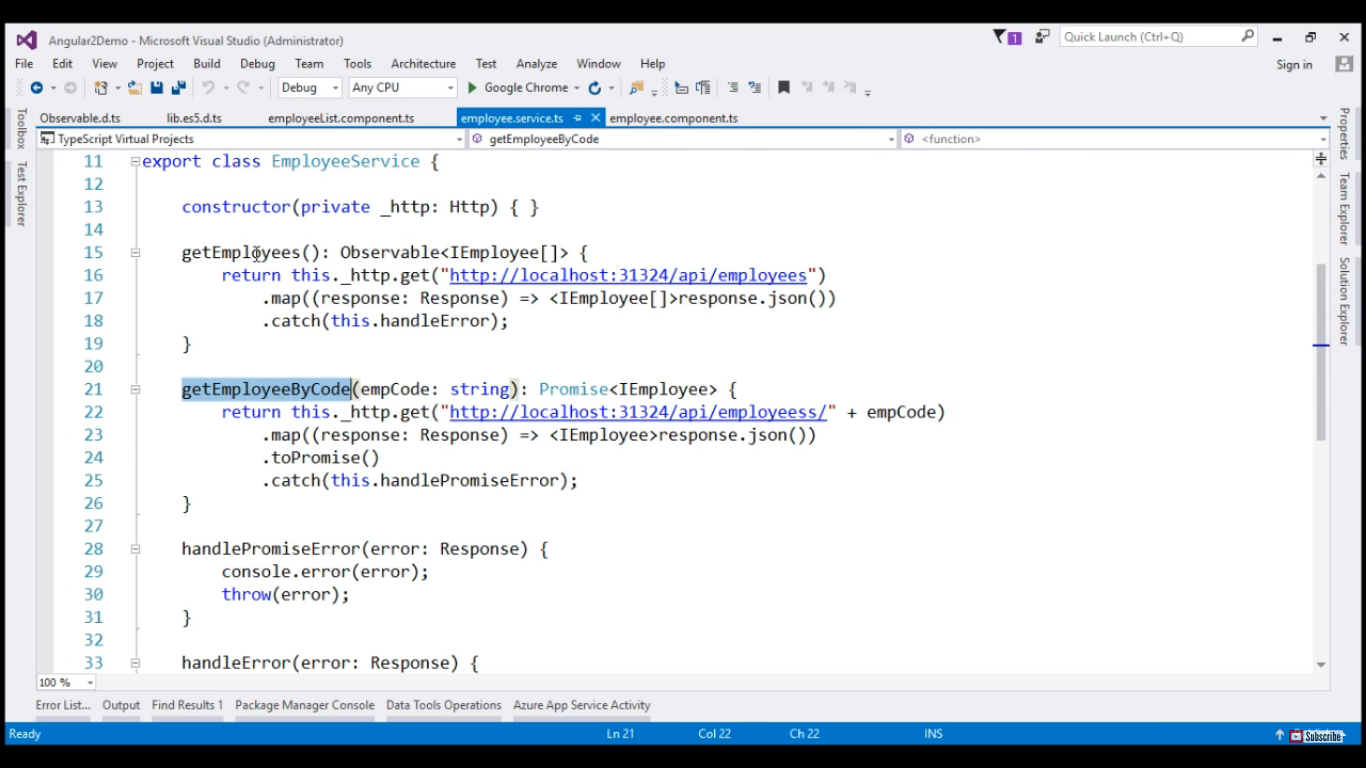 Angular2Demo - Microsoft Visual Studio (Administrator)
1
Quick Launch (Ctrl+Q)
File Edit View Project Build Debug Team Tools Architecture Test Analyze Window Help
Sign in
Debug Any CPU Google Chrome
Observable.d.ts lib.es5.d.ts employeeList.component.ts employee.service.ts employee.component.ts
TypeScript Virtual Projects getEmployeeByCode <function>
Toolbox
Test Explorer
Properties
Team Explorer
Solution Explorer
11 export class EmployeeService {
12
13 constructor(private _http: Http) { }
14
15 getEmployees(): Observable<IEmployee[]> {
16 return this._http.get("http://localhost:31324/api/employees")
17 .map((response: Response) => <IEmployee[]>response.json())
18 .catch(this.handleError);
19 }
20
21 getEmployeeByCode(empCode: string): Promise<IEmployee> {
22 return this._http.get("http://localhost:31324/api/employeess/" + empCode)
23 .map((response: Response) => <IEmployee>response.json())
24 .toPromise()
25 .catch(this.handlePromiseError);
26 }
27
28 handlePromiseError(error: Response) {
29 console.error(error);
30 throw(error);
31 }
32
33 handleError(error: Response) {
100 %
Error List... Output Find Results 1 Package Manager Console Data Tools Operations Azure App Service Activity
Ready Ln 21 Col 22 Ch 22 INS
Subscribe